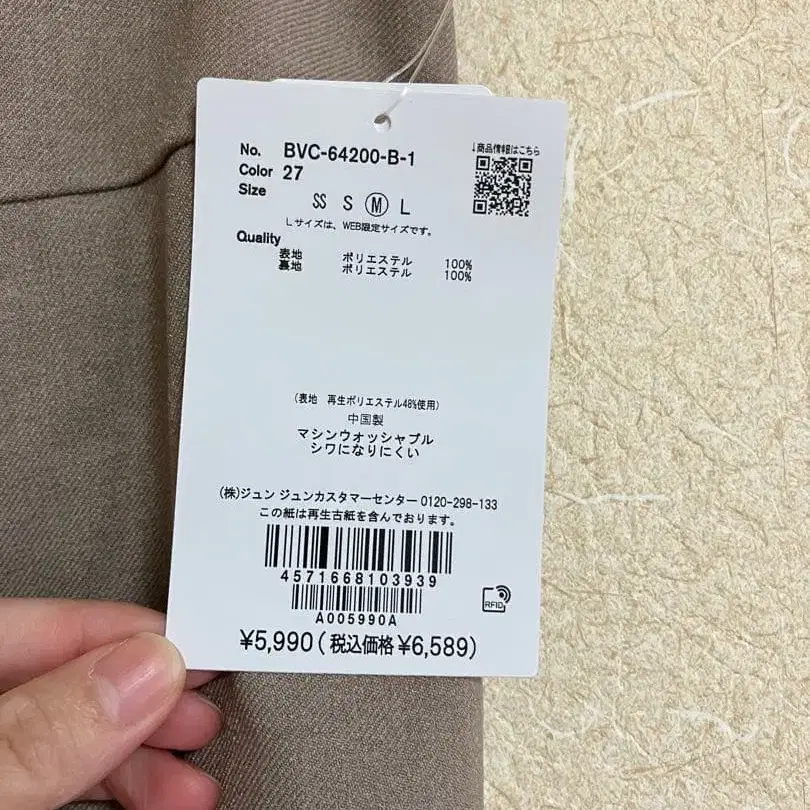 No. BVC-64200-B-1
↓商品情報はこちら
Color 27
Size
SS S M L
Lサイズは、WEB限定サイズです。
Quality
表地 ポリエステル 100%
裏地 ポリエステル 100%
(表地 再生ポリエステル48%使用)
中国製
マシンウォッシャブル
シワになりにくい
(株)ジュン ジュンカスタマーセンター 0120-298-133
この紙は再生古紙を含んでおります。
4571668103939
RFID
A005990A
¥5,990(税込価格¥6,589)